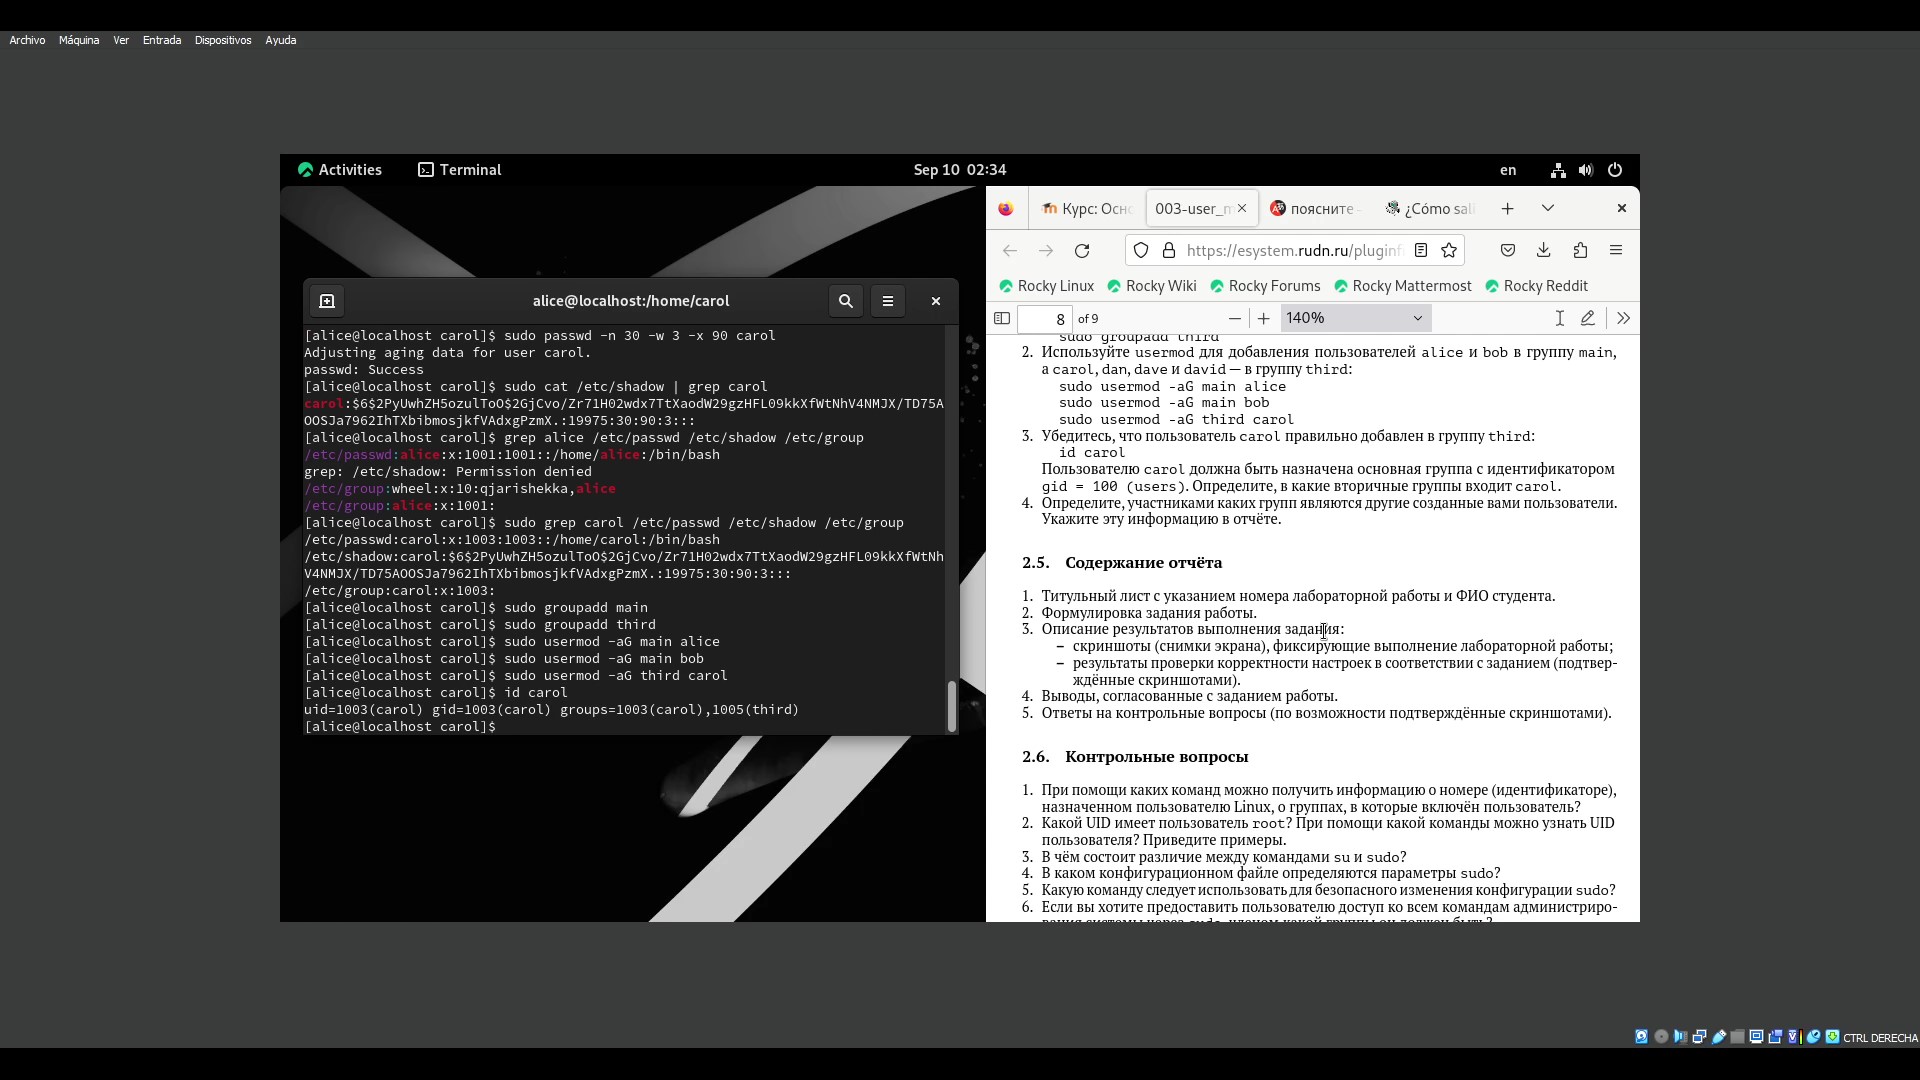 Archivo Máquina Ver Entrada Dispositivos Ayuda
Activities Terminal Sep 10 02:34 en
alice@localhost:/home/carol
[alice@localhost carol]$ sudo passwd -n 30 -w 3 -x 90 carol
Adjusting aging data for user carol.
passwd: Success
[alice@localhost carol]$ sudo cat /etc/shadow | grep carol
carol:$6$2PyUwhZH5ozulToO$2GjCvo/Zr71H02wdx7TtXaodW29gzHFL09kkXfWtNhV4NMJX/TD75A
OOSJa7962IhTXbibmosjkfVAdxgPzmX.:19975:30:90:3:::
[alice@localhost carol]$ grep alice /etc/passwd /etc/shadow /etc/group
/etc/passwd:alice:x:1001:1001::/home/alice:/bin/bash
grep: /etc/shadow: Permission denied
/etc/group:wheel:x:10:qjarishekka,alice
/etc/group:alice:x:1001:
[alice@localhost carol]$ sudo grep carol /etc/passwd /etc/shadow /etc/group
/etc/passwd:carol:x:1003:1003::/home/carol:/bin/bash
/etc/shadow:carol:$6$2PyUwhZH5ozulToO$2GjCvo/Zr71H02wdx7TtXaodW29gzHFL09kkXfWtNh
V4NMJX/TD75AOOSJa7962IhTXbibmosjkfVAdxgPzmX.:19975:30:90:3:::
/etc/group:carol:x:1003:
[alice@localhost carol]$ sudo groupadd main
[alice@localhost carol]$ sudo groupadd third
[alice@localhost carol]$ sudo usermod -aG main alice
[alice@localhost carol]$ sudo usermod -aG main bob
[alice@localhost carol]$ sudo usermod -aG third carol
[alice@localhost carol]$ id carol
uid=1003(carol) gid=1003(carol) groups=1003(carol),1005(third)
[alice@localhost carol]$
Курс: Осно 003-user_m поясните - ¿Cómo sali
https://esystem.rudn.ru/pluginf
Rocky Linux Rocky Wiki Rocky Forums Rocky Mattermost Rocky Reddit
8 of 9 140%
sudo groupadd third
2. Используйте usermod для добавления пользователей alice и bob в группу main,
а carol, dan, dave и david — в группу third:
sudo usermod -aG main alice
sudo usermod -aG main bob
sudo usermod -aG third carol
3. Убедитесь, что пользователь carol правильно добавлен в группу third:
id carol
Пользователю carol должна быть назначена основная группа с идентификатором
gid = 100 (users). Определите, в какие вторичные группы входит carol.
4. Определите, участниками каких групп являются другие созданные вами пользователи.
Укажите эту информацию в отчёте.
2.5. Содержание отчёта
1. Титульный лист с указанием номера лабораторной работы и ФИО студента.
2. Формулировка задания работы.
3. Описание результатов выполнения задания:
– скриншоты (снимки экрана), фиксирующие выполнение лабораторной работы;
– результаты проверки корректности настроек в соответствии с заданием (подтвер-
ждённые скриншотами).
4. Выводы, согласованные с заданием работы.
5. Ответы на контрольные вопросы (по возможности подтверждённые скриншотами).
2.6. Контрольные вопросы
1. При помощи каких команд можно получить информацию о номере (идентификаторе),
назначенном пользователю Linux, о группах, в которые включён пользователь?
2. Какой UID имеет пользователь root? При помощи какой команды можно узнать UID
пользователя? Приведите примеры.
3. В чём состоит различие между командами su и sudo?
4. В каком конфигурационном файле определяются параметры sudo?
5. Какую команду следует использовать для безопасного изменения конфигурации sudo?
6. Если вы хотите предоставить пользователю доступ ко всем командам администриро-
вания системы через sudo, членом какой группы он должен быть?
CTRL DERECHA